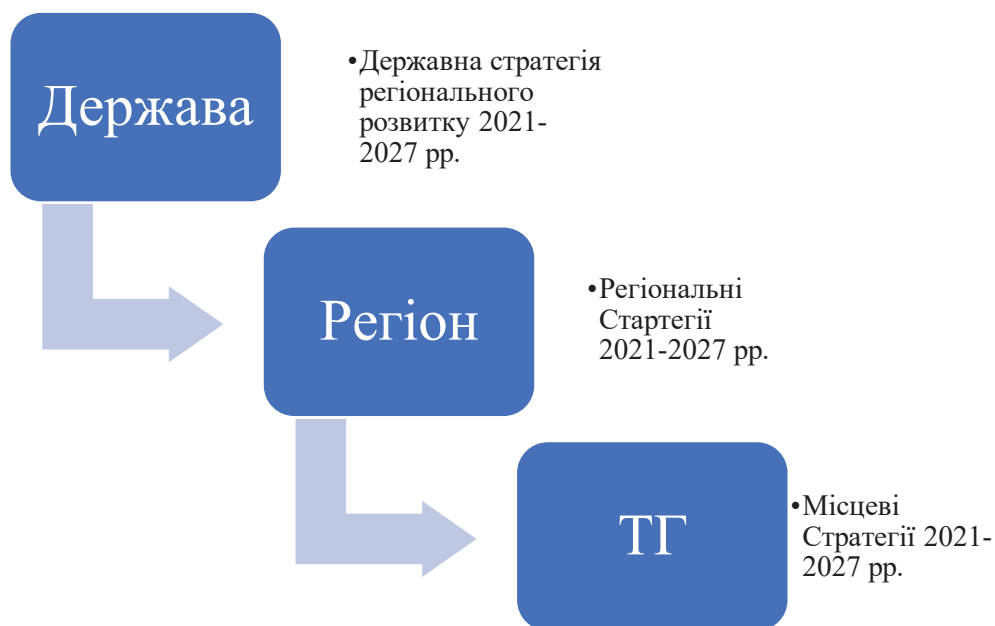 Держава
•Державна стратегія
регіонального
розвитку 2021-
2027 рр.
Регіон
•Регіональні
Стартегії
2021-2027 рр.
ТГ
•Місцеві
Стратегії 2021-
2027 рр.